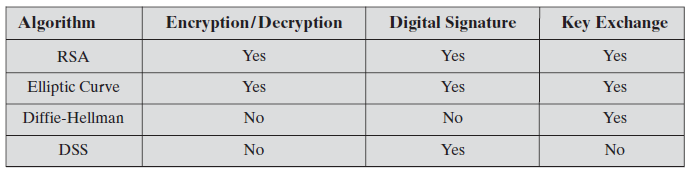 Algorithm Encryption/Decryption Digital Signature Key Exchange
RSA Yes Yes Yes
Elliptic Curve Yes Yes Yes
Diffie-Hellman No No Yes
DSS No Yes No